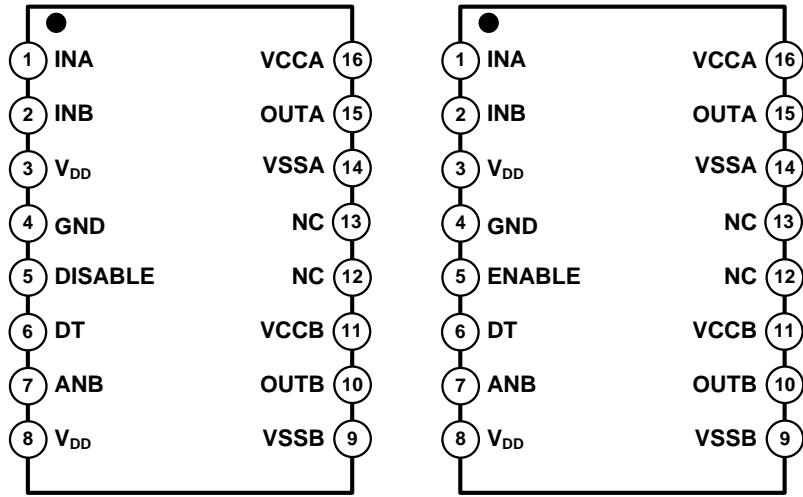 1 INA VCCA 16
2 INB OUTA 15
3 VDD VSSA 14
4 GND NC 13
5 DISABLE NC 12
6 DT VCCB 11
7 ANB OUTB 10
8 VDD VSSB 9
1 INA VCCA 16
2 INB OUTA 15
3 VDD VSSA 14
4 GND NC 13
5 ENABLE NC 12
6 DT VCCB 11
7 ANB OUTB 10
8 VDD VSSB 9